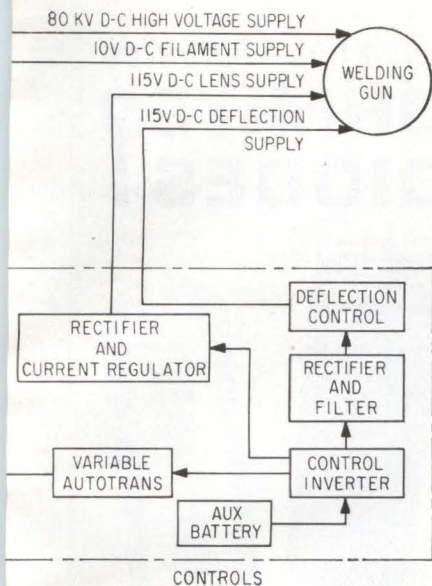 80 KV D-C HIGH VOLTAGE SUPPLY
10V D-C FILAMENT SUPPLY
115V D-C LENS SUPPLY
115V D-C DEFLECTION
SUPPLY
WELDING
GUN
DEFLECTION
CONTROL
RECTIFIER
AND
CURRENT REGULATOR
RECTIFIER
AND
FILTER
VARIABLE
AUTOTRANS
CONTROL
INVERTER
AUX
BATTERY
CONTROLS